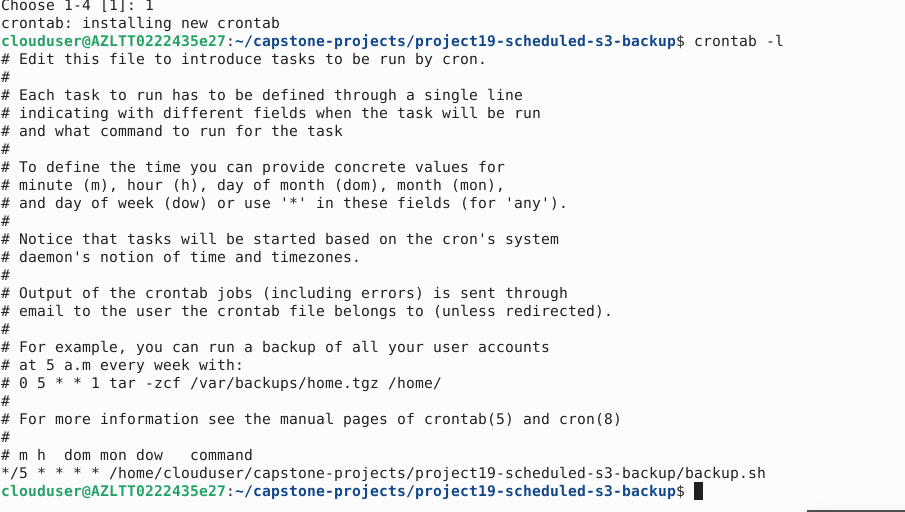 Choose 1-4 [1]: 1
crontab: installing new crontab
clouduser@AZLTT0222435e27:~/capstone-projects/project19-scheduled-s3-backup$ crontab -l
# Edit this file to introduce tasks to be run by cron.
#
# Each task to run has to be defined through a single line
# indicating with different fields when the task will be run
# and what command to run for the task
#
# To define the time you can provide concrete values for
# minute (m), hour (h), day of month (dom), month (mon),
# and day of week (dow) or use '*' in these fields (for 'any').
#
# Notice that tasks will be started based on the cron's system
# daemon's notion of time and timezones.
#
# Output of the crontab jobs (including errors) is sent through
# email to the user the crontab file belongs to (unless redirected).
#
# For example, you can run a backup of all your user accounts
# at 5 a.m every week with:
# 0 5 * * 1 tar -zcf /var/backups/home.tgz /home/
#
# For more information see the manual pages of crontab(5) and cron(8)
#
# m h  dom mon dow   command
*/5 * * * * /home/clouduser/capstone-projects/project19-scheduled-s3-backup/backup.sh
clouduser@AZLTT0222435e27:~/capstone-projects/project19-scheduled-s3-backup$